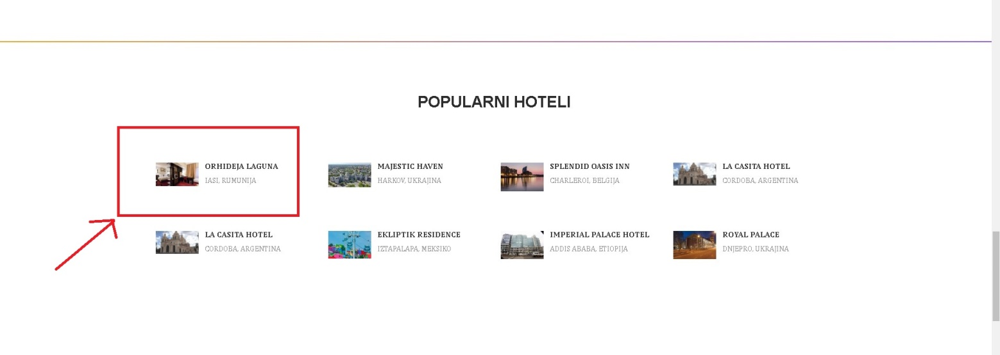 POPULARNI HOTELI
ORHIDEJA LAGUNA
IASI, RUMUNIJA
MAJESTIC HAVEN
HARKOV, UKRAJINA
SPLENDID OASIS INN
CHARLEROI, BELGIJA
LA CASITA HOTEL
CORDOBA, ARGENTINA
LA CASITA HOTEL
CORDOBA, ARGENTINA
EKLIPTIK RESIDENCE
IZTAPALAPA, MEKSIKO
IMPERIAL PALACE HOTEL
ADDIS ABABA, ETIOPIJA
ROYAL PALACE
DNJEPRO, UKRAJINA